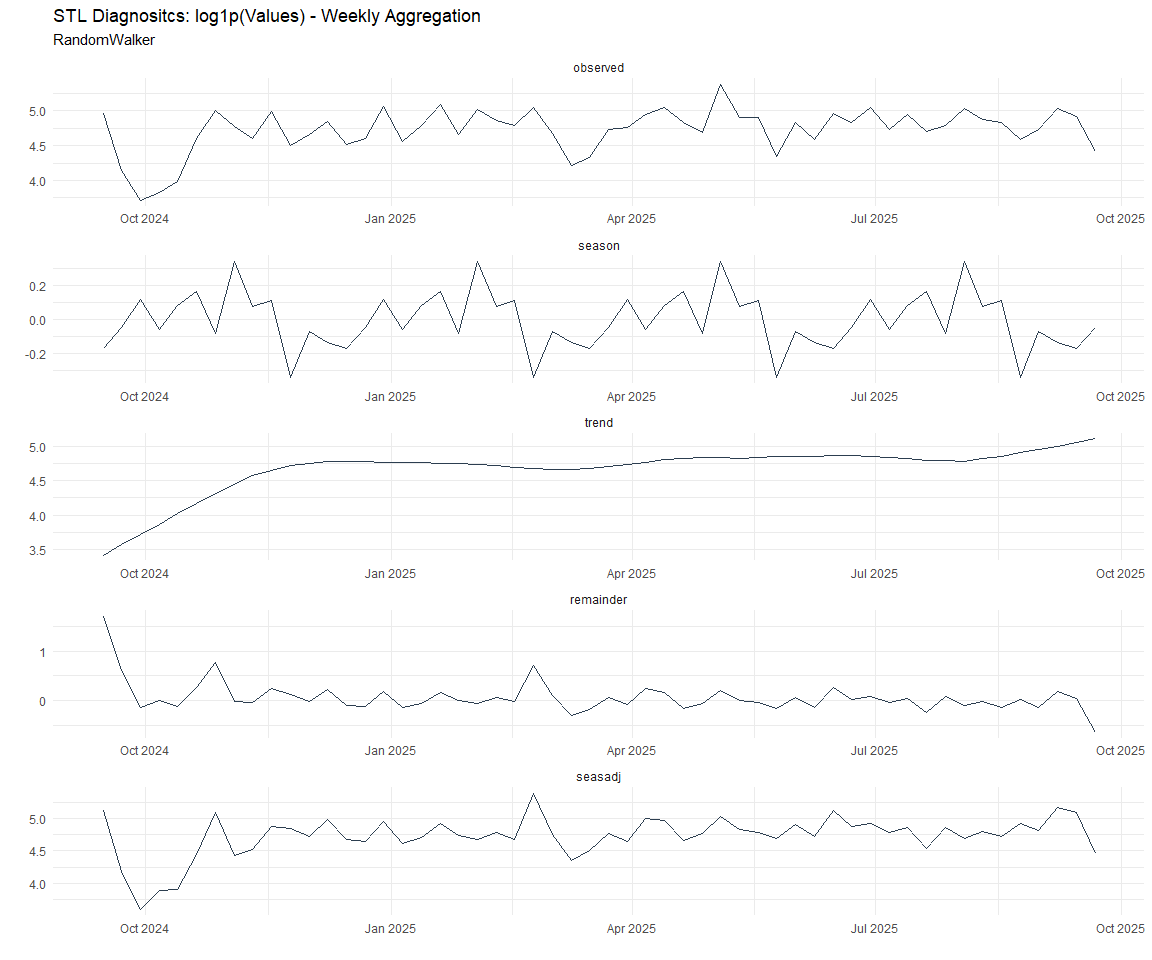 STL Diagnositcs: log1p(Values) - Weekly Aggregation
RandomWalker
observed
5.0
4.5
4.0
Oct 2024 Jan 2025 Apr 2025 Jul 2025 Oct 2025
season
0.2
0.0
-0.2
Oct 2024 Jan 2025 Apr 2025 Jul 2025 Oct 2025
trend
5.0
4.5
4.0
3.5
Oct 2024 Jan 2025 Apr 2025 Jul 2025 Oct 2025
remainder
1
0
Oct 2024 Jan 2025 Apr 2025 Jul 2025 Oct 2025
seasadj
5.0
4.5
4.0
Oct 2024 Jan 2025 Apr 2025 Jul 2025 Oct 2025